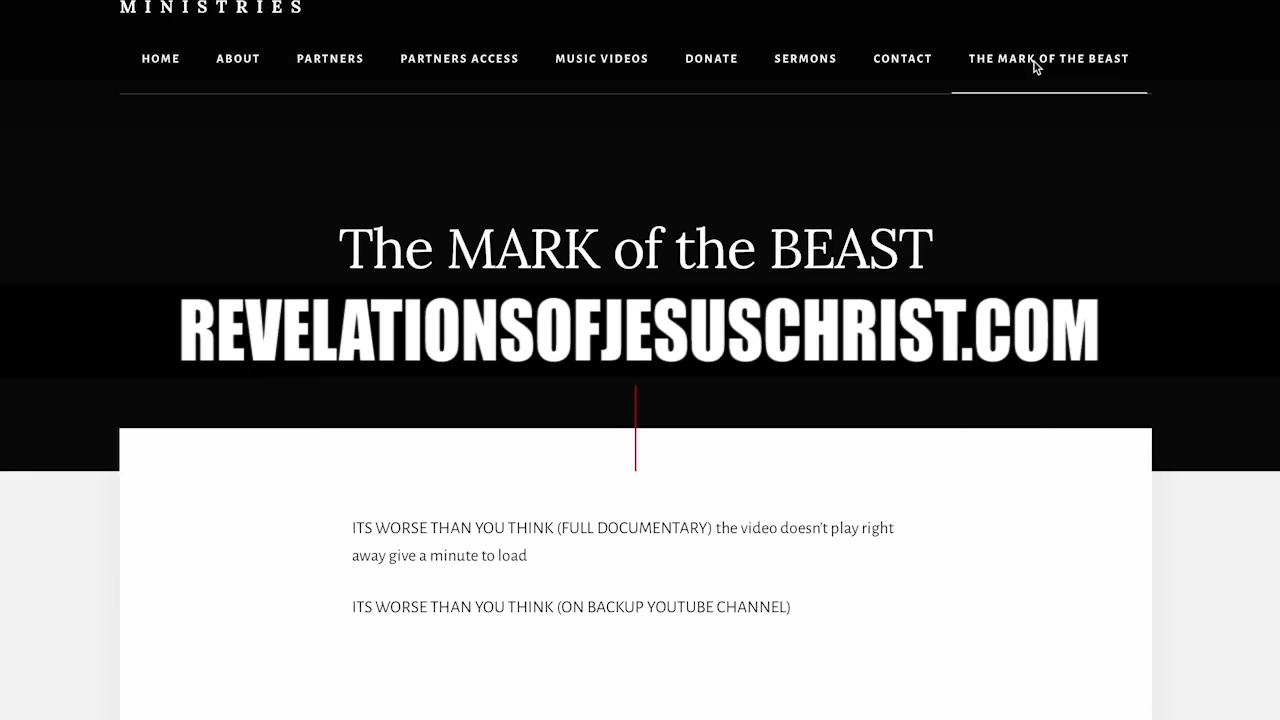 MINISTRIES
HOME ABOUT PARTNERS PARTNERS ACCESS MUSIC VIDEOS DONATE SERMONS CONTACT THE MARK OF THE BEAST
The MARK of the BEAST
REVELATIONSOFJESUSCHRIST.COM
ITS WORSE THAN YOU THINK (FULL DOCUMENTARY) the video doesn't play right
away give a minute to load
ITS WORSE THAN YOU THINK (ON BACKUP YOUTUBE CHANNEL)